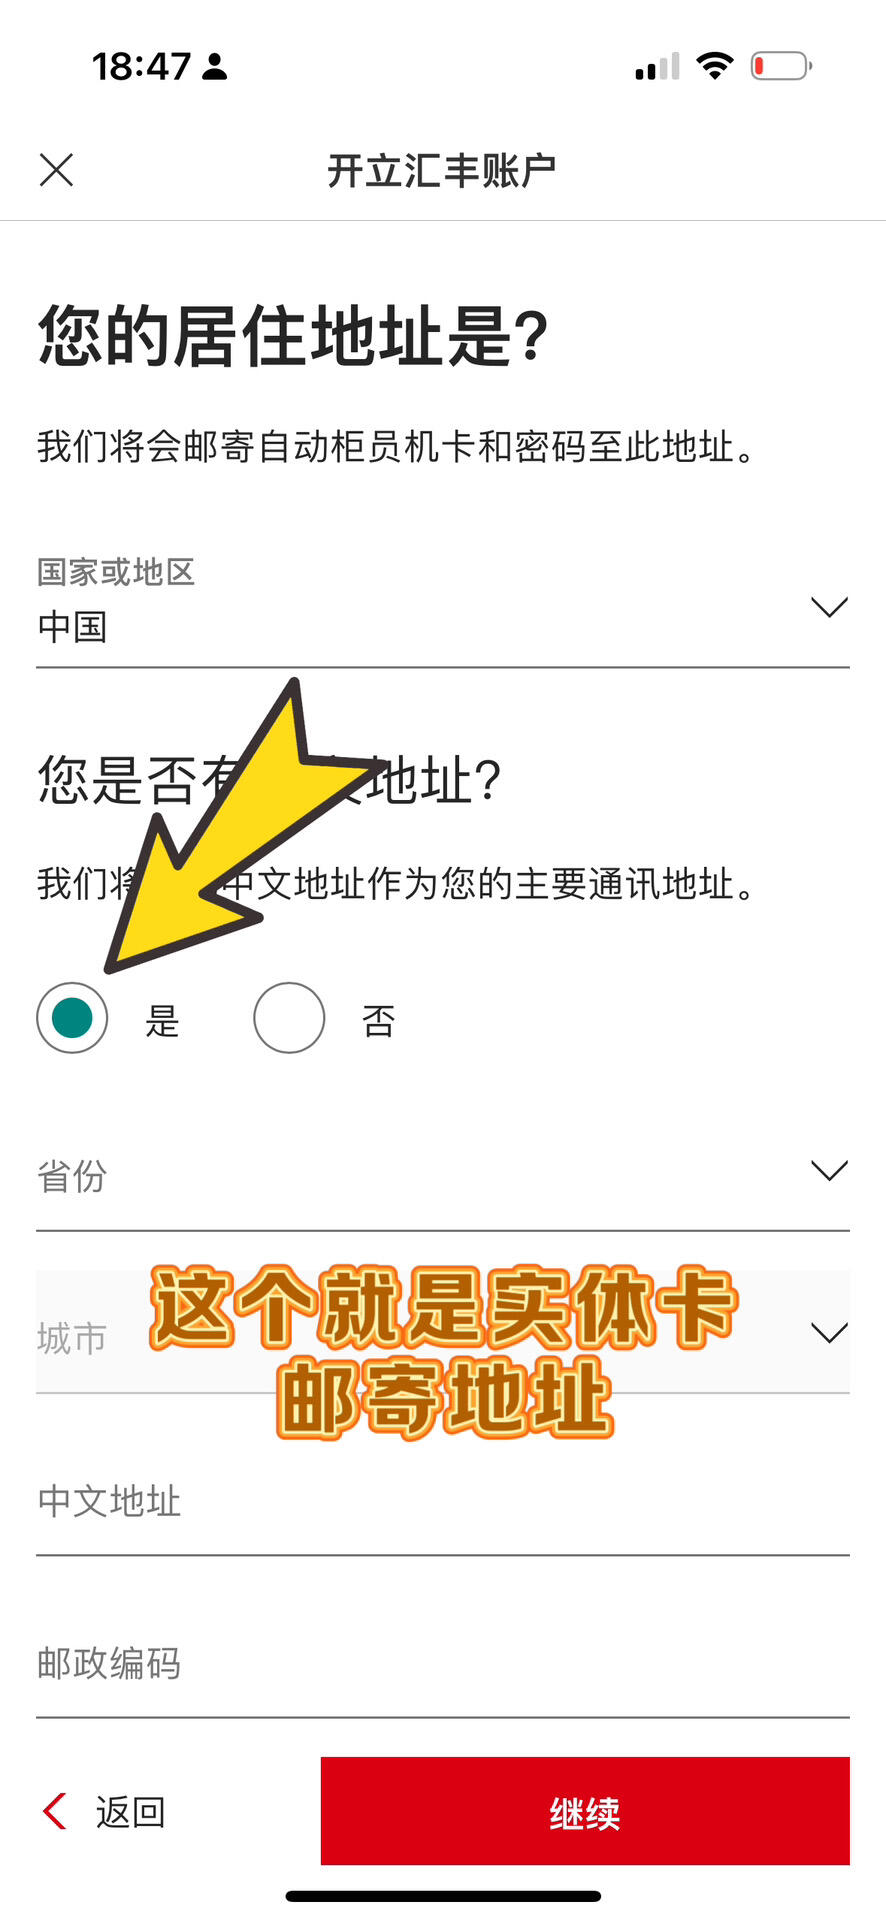 18:47
开立汇丰账户
您的居住地址是?
我们将会邮寄自动柜员机卡和密码至此地址。
国家或地区
中国
您是否有地址?
我们将中文地址作为您的主要通讯地址。
是 否
省份
城市
这个就是实体卡
邮寄地址
中文地址
邮政编码
返回
继续